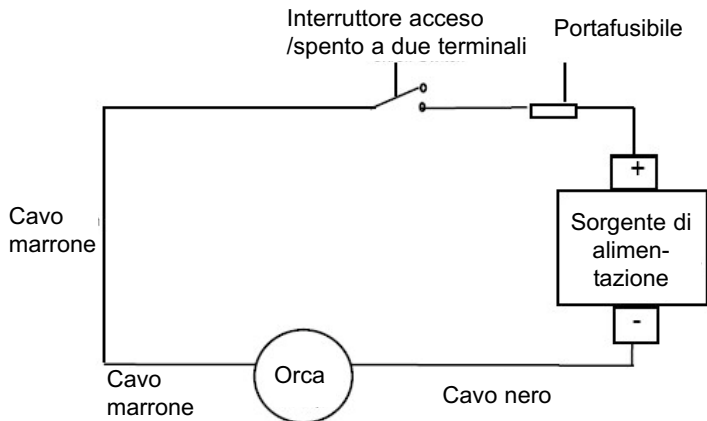 Interruttore acceso
/spento a due terminali
Portafusibile
+
Cavo
marrone
Sorgente di
alimen-
tazione
-
Orca
Cavo
marrone
Cavo nero